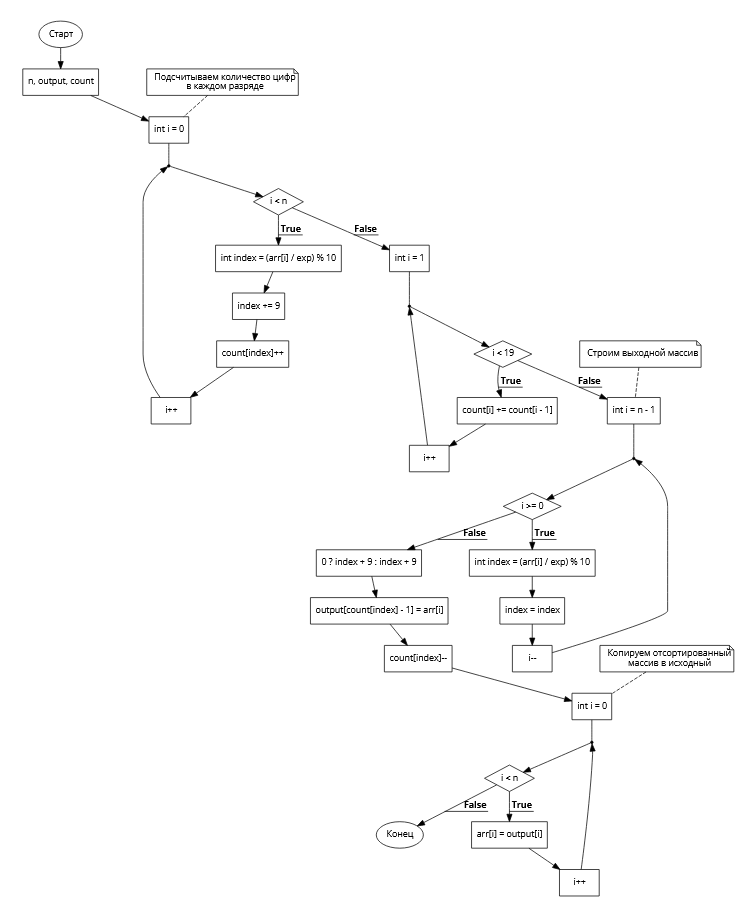 Старт
n, output, count
Подсчитываем количество цифр
в каждом разряде
int i = 0
i < n
True
False
int index = (arr[i] / exp) % 10
int i = 1
index += 9
count[index]++
i < 19
Строим выходной массив
True
False
i++
count[i] += count[i - 1]
int i = n - 1
i++
i >= 0
False
True
0 ? index + 9 : index + 9
int index = (arr[i] / exp) % 10
output[count[index] - 1] = arr[i]
index = index
count[index]--
i--
Копируем отсортированный
массив в исходный
int i = 0
i < n
False
True
Конец
arr[i] = output[i]
i++